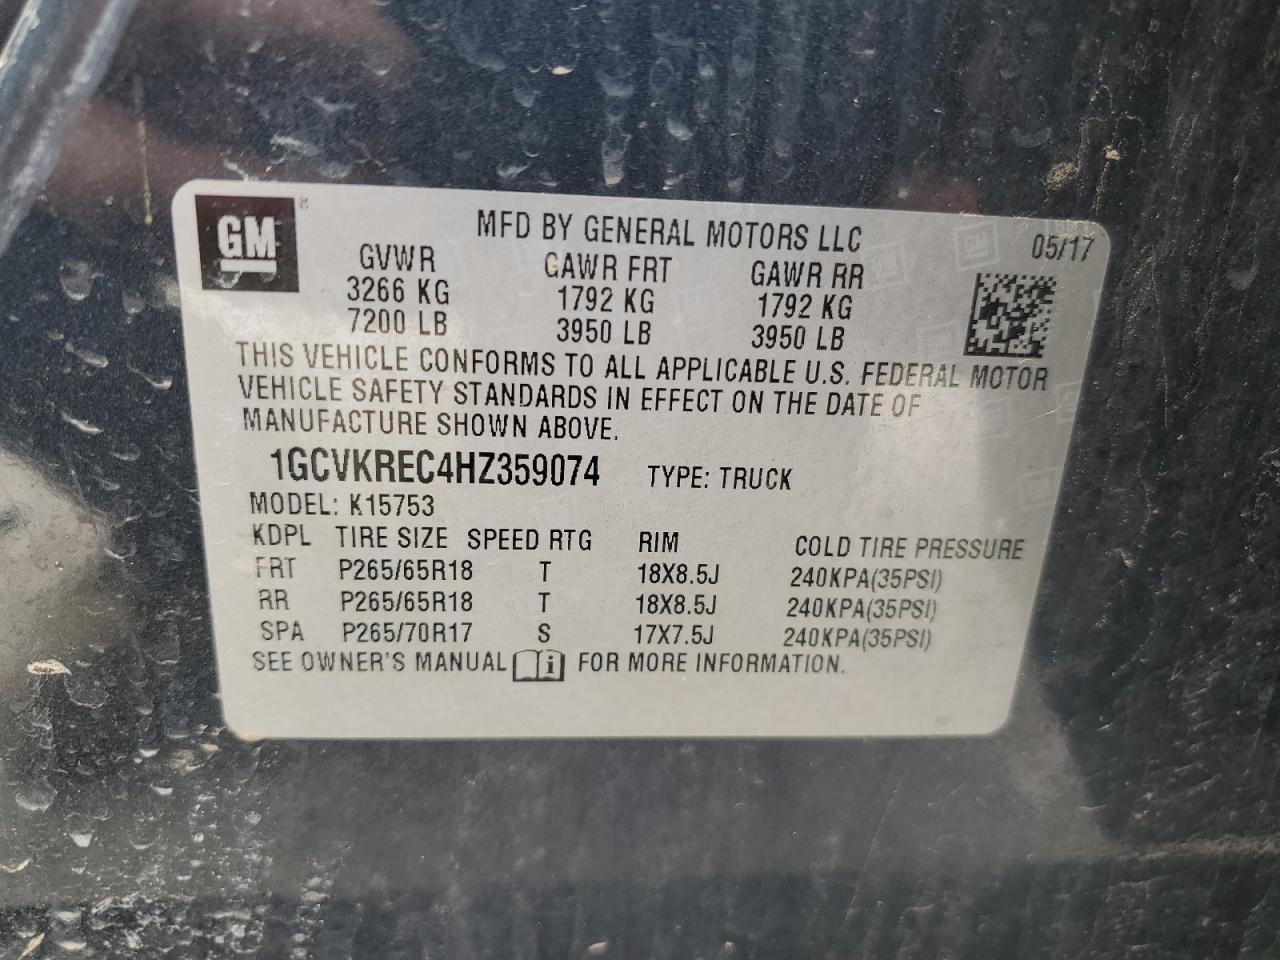 GM
MFD BY GENERAL MOTORS LLC
05/17
GVWR GAWR FRT GAWR RR
3266 KG 1792 KG 1792 KG
7200 LB 3950 LB 3950 LB
THIS VEHICLE CONFORMS TO ALL APPLICABLE U.S. FEDERAL MOTOR
VEHICLE SAFETY STANDARDS IN EFFECT ON THE DATE OF
MANUFACTURE SHOWN ABOVE.
1GCVKREC4HZ359074 TYPE: TRUCK
MODEL: K15753
KDPL TIRE SIZE SPEED RTG RIM COLD TIRE PRESSURE
FRT P265/65R18 T 18X8.5J 240KPA(35PSI)
RR P265/65R18 T 18X8.5J 240KPA(35PSI)
SPA P265/70R17 S 17X7.5J 240KPA(35PSI)
SEE OWNER'S MANUAL i FOR MORE INFORMATION.